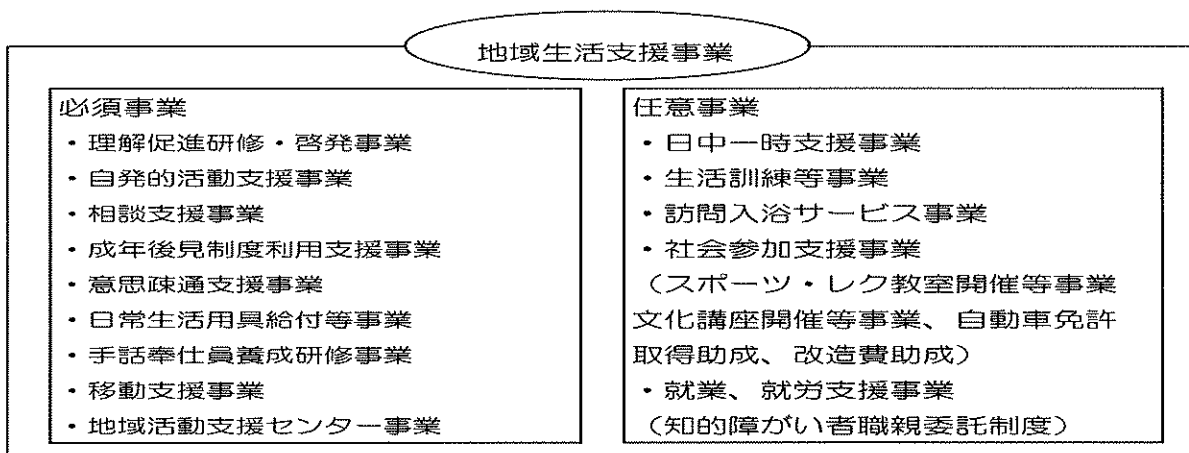 地域生活支援事業
必須事業
・理解促進研修・啓発事業
・自発的活動支援事業
・相談支援事業
・成年後見制度利用支援事業
・意思疎通支援事業
・日常生活用具給付等事業
・手話奉仕員養成研修事業
・移動支援事業
・地域活動支援センター事業
任意事業
・日中一時支援事業
・生活訓練等事業
・訪問入浴サービス事業
・社会参加支援事業
（スポーツ・レク教室開催等事業
文化講座開催等事業、自動車免許
取得助成、改造費助成）
・就業、就労支援事業
（知的障がい者職親委託制度）